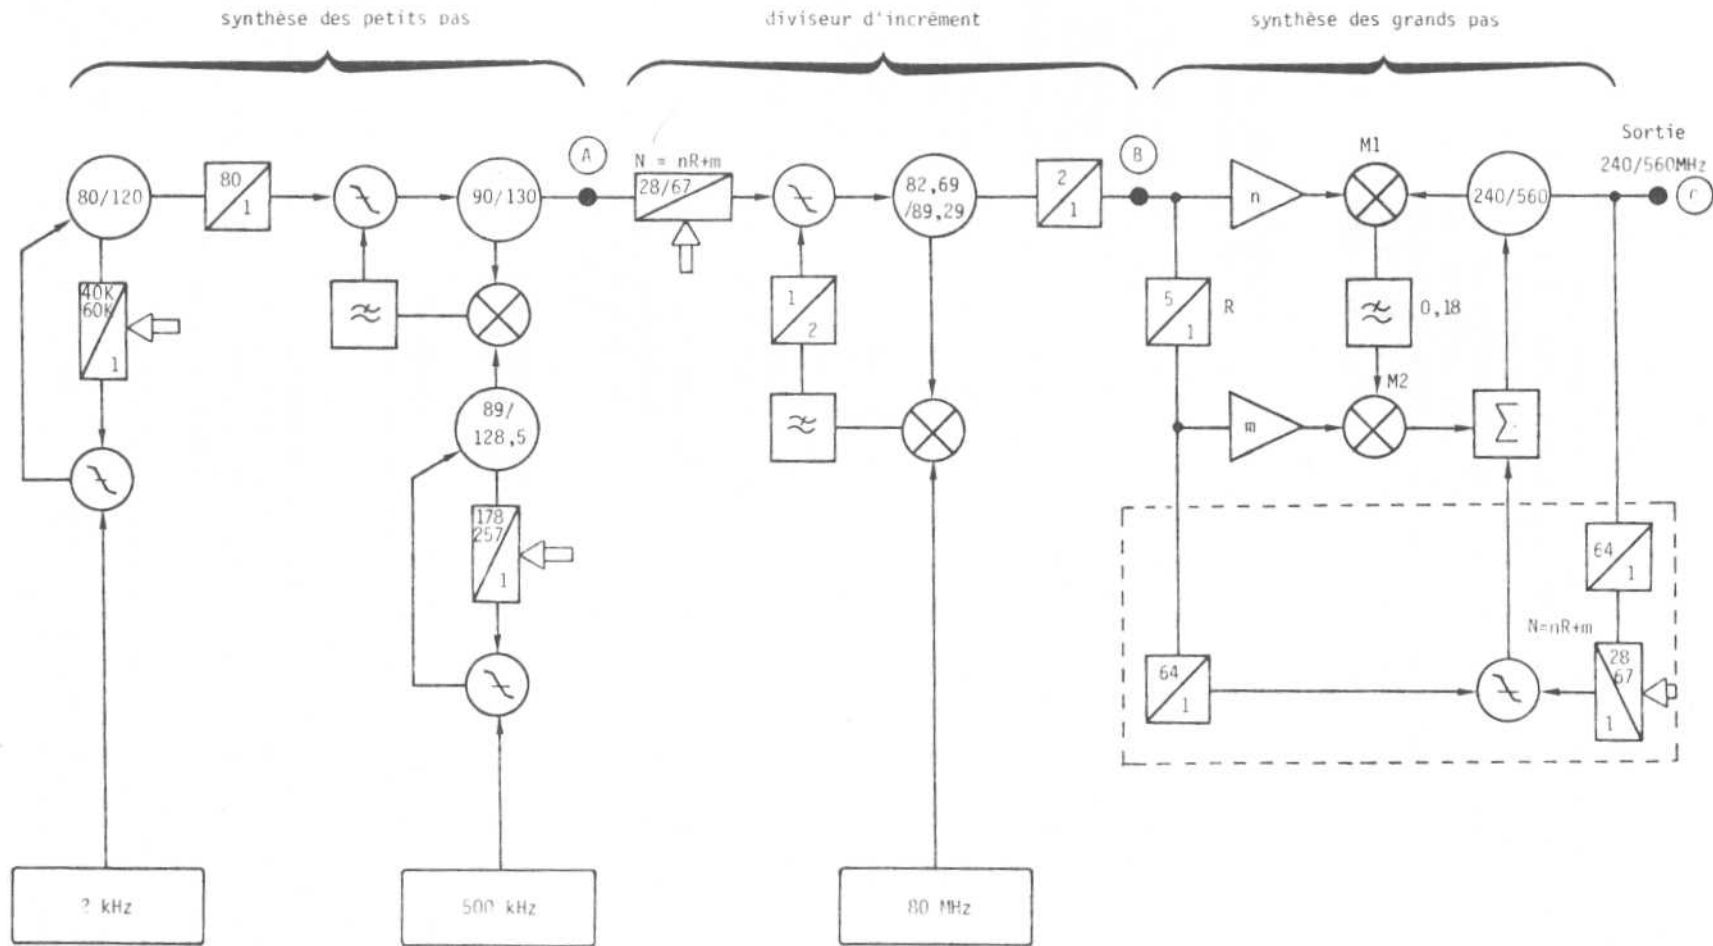 synthèse des petits pas
diviseur d'incrément
synthèse des grands pas
80/120
80
1
90/130
A
N = nR+m
28/67
82,69
/89,29
2
1
B
n
M1
240/560
Sortie
240/560MHz
C
40K
60K
1
1
2
5
1
R
0,18
89/
128,5
m
M2
Σ
178
257
1
64
1
64
1
N=nR+m
28
67
1
2 kHz
500 kHz
80 MHz